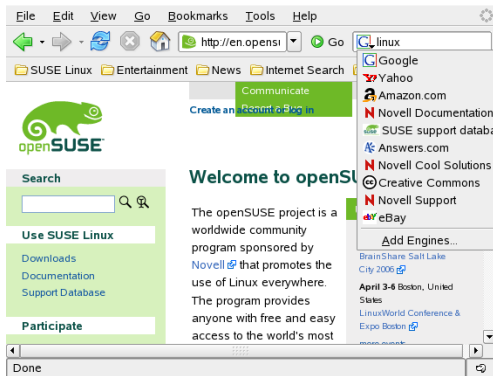 File Edit View Go Bookmarks Tools Help
http://en.opensu Go linux
SUSE Linux Entertainment News Internet Search
Google
Yahoo
Amazon.com
Novell Documentation
SUSE support databa
Answers.com
Novell Cool Solutions
Creative Commons
Novell Support
eBay
Add Engines...
Communicate
Report a Bug
Create an account or log in
openSUSE
Search
Use SUSE Linux
Downloads
Documentation
Support Database
Participate
Welcome to openSU
The openSUSE project is a
worldwide community
program sponsored by
Novell that promotes the
use of Linux everywhere.
The program provides
anyone with free and easy
access to the world's most
BrainShare Salt Lake
City 2006
April 3-6 Boston, United
States
LinuxWorld Conference &
Expo Boston
more events
Done